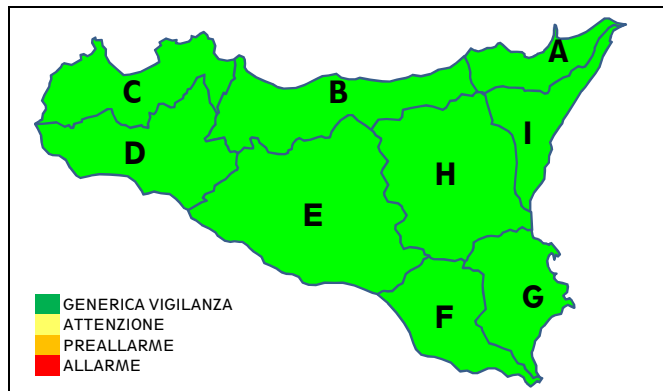 A
B
C
D
I
H
E
G
F
GENERICA VIGILANZA
ATTENZIONE
PREALLARME
ALLARME